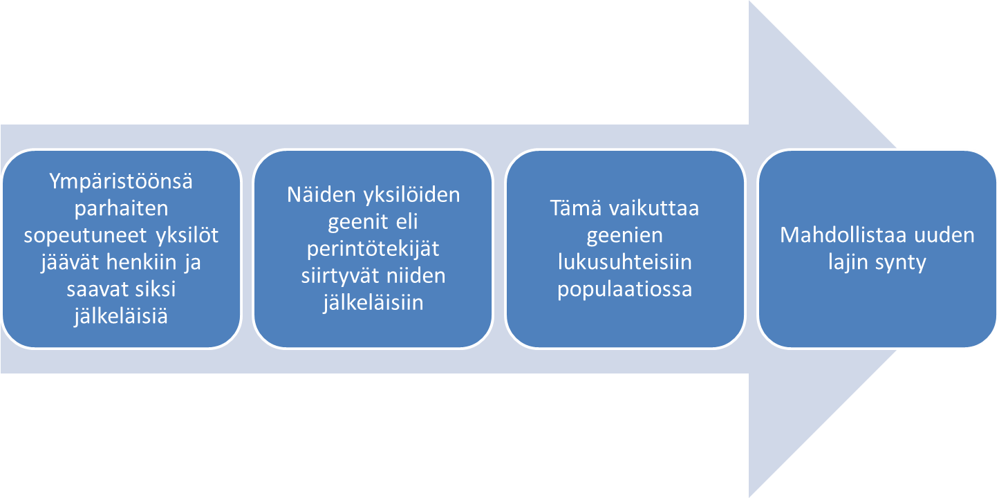 Ympäristöönsä
parhaiten
sopeutuneet yksilöt
jäävät henkiin ja
saavat siksi
jälkeläisiä
Näiden yksilöiden
geenit eli
perintötekijät
siirtyvät niiden
jälkeläisiin
Tämä vaikuttaa
geenien
lukusuhteisiin
populaatiossa
Mahdollistaa uuden
lajin synty